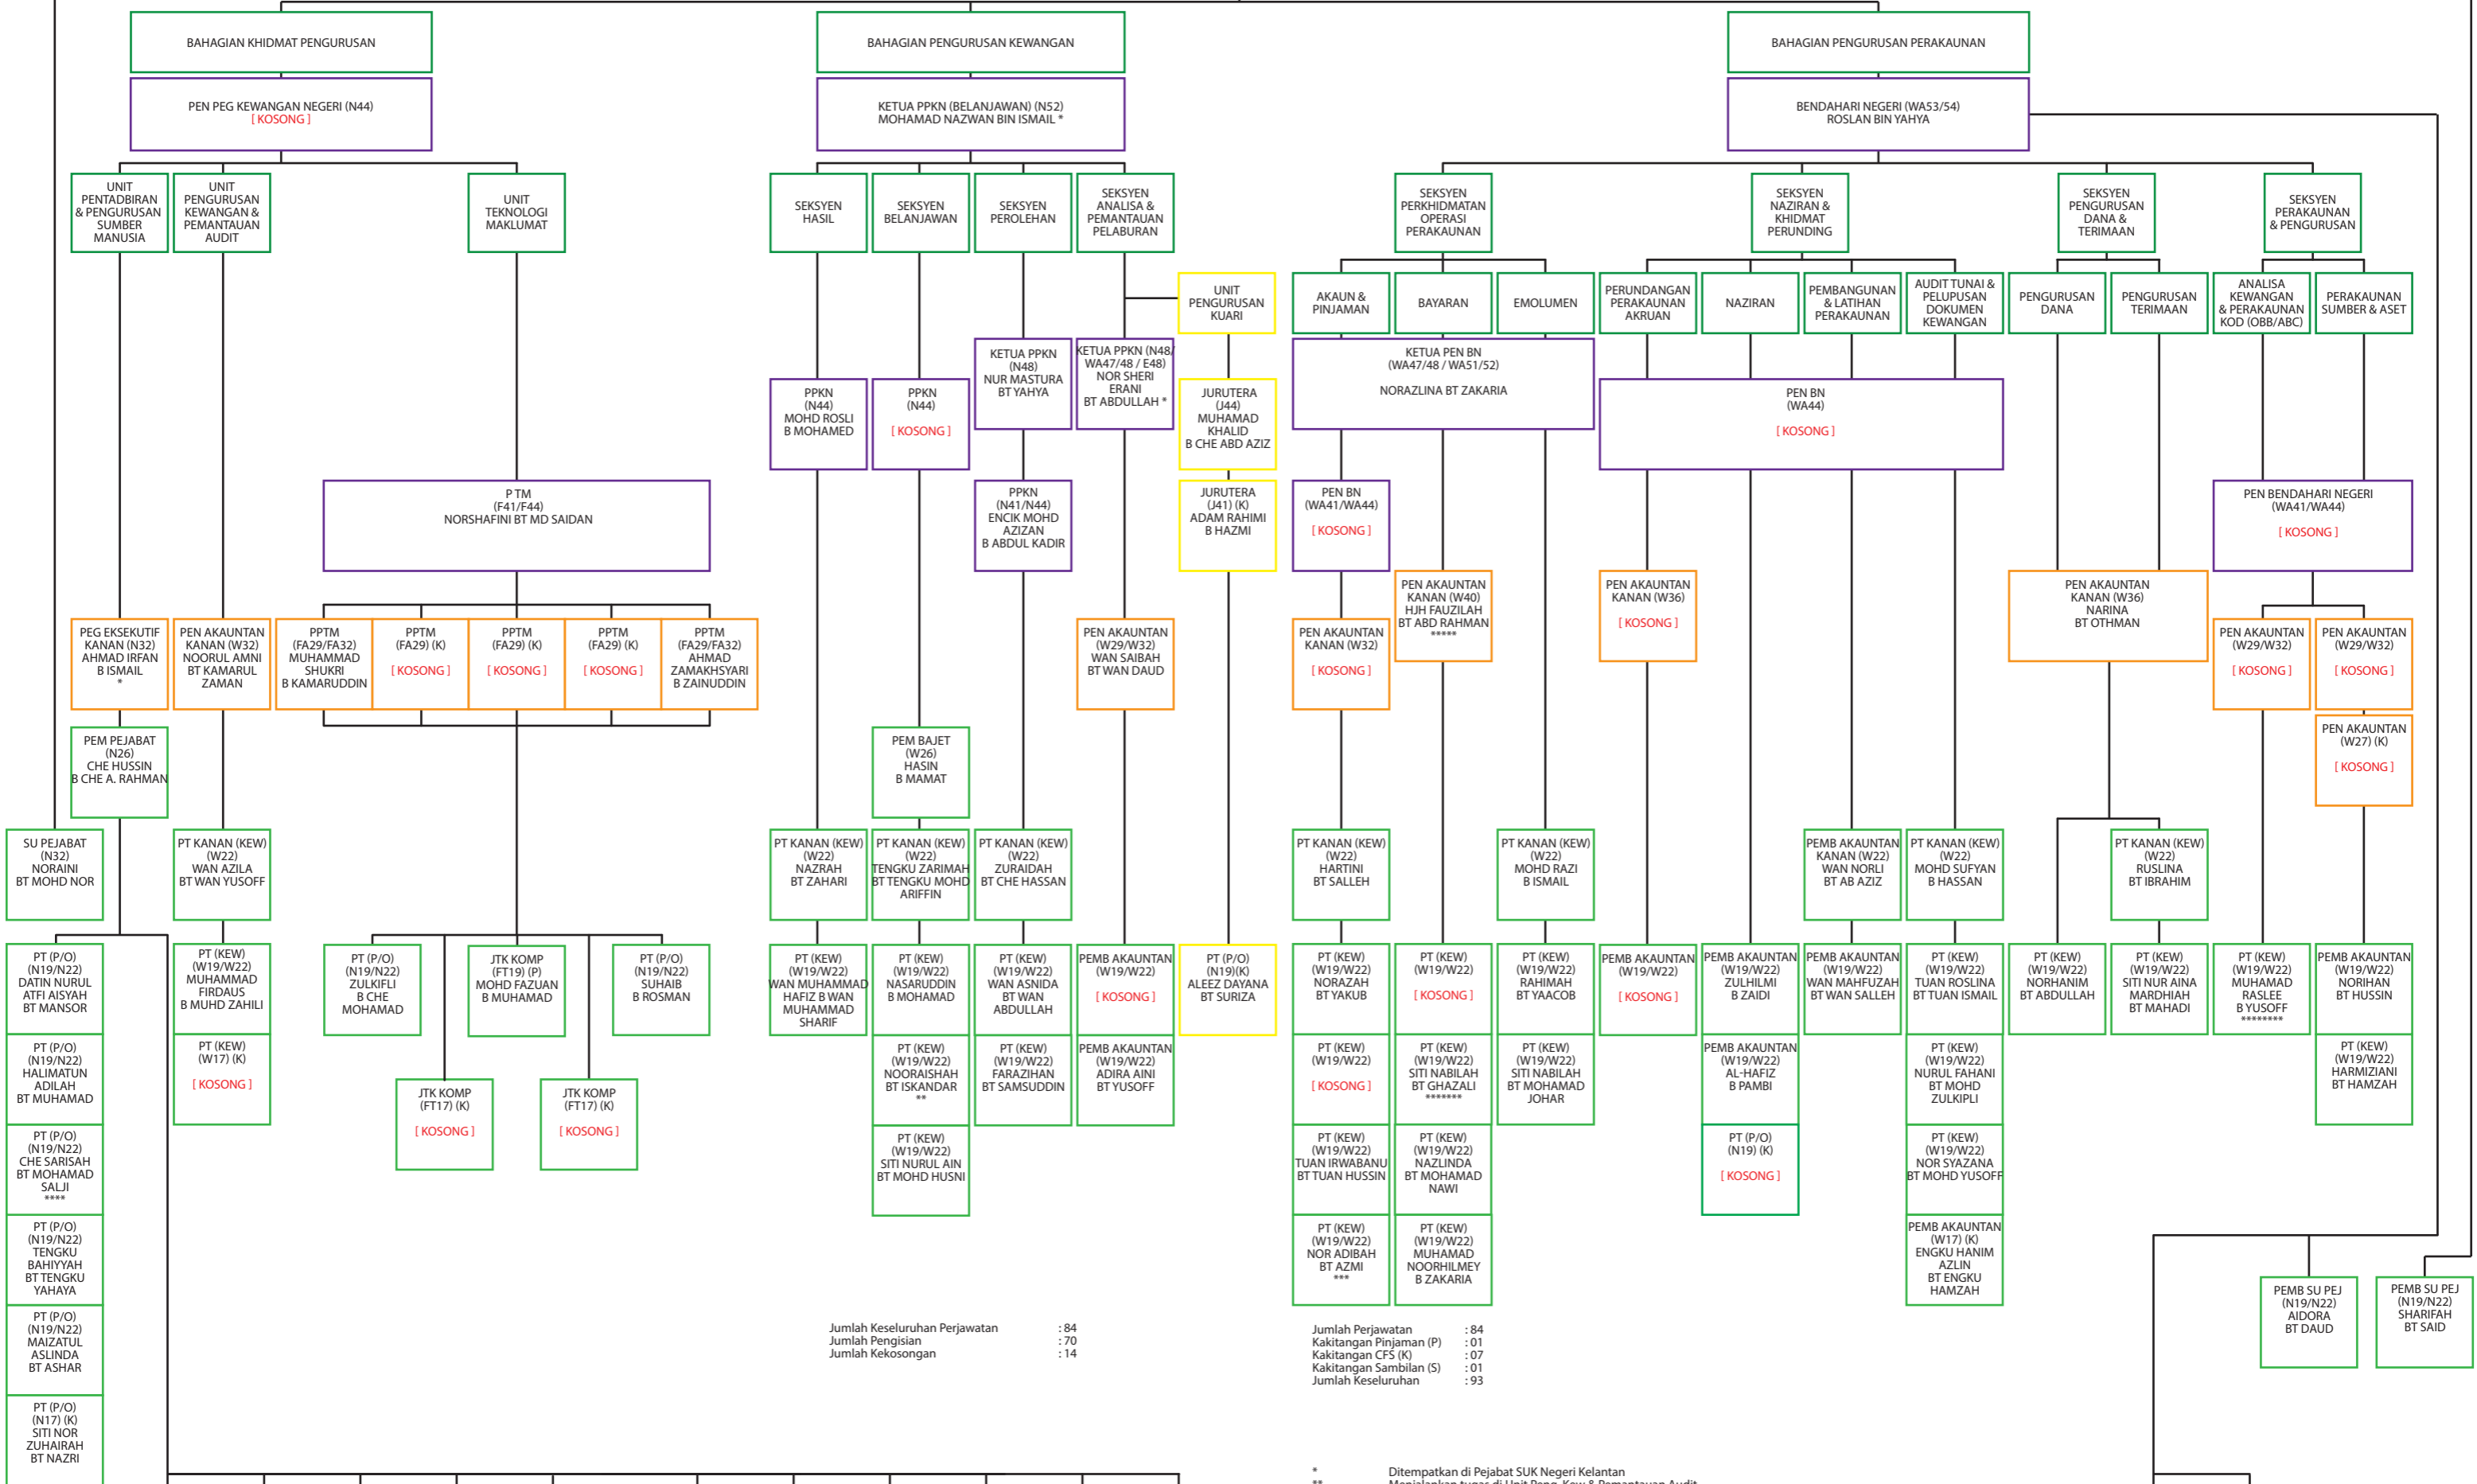 BAHAGIAN KHIDMAT PENGURUSAN
BAHAGIAN PENGURUSAN KEWANGAN
BAHAGIAN PENGURUSAN PERAKAUNAN
PEN PEG KEWANGAN NEGERI (N44)
[ KOSONG ]
KETUA PPKN (BELANJAWAN) (N52)
MOHAMAD NAZWAN BIN ISMAIL *
BENDAHARI NEGERI (WA53/54)
ROSLAN BIN YAHYA
UNIT
PENTADBIRAN
& PENGURUSAN
SUMBER
MANUSIA
UNIT
PENGURUSAN
KEWANGAN &
PEMANTAUAN
AUDIT
UNIT
TEKNOLOGI
MAKLUMAT
SEKSYEN
HASIL
SEKSYEN
BELANJAWAN
SEKSYEN
PEROLEHAN
SEKSYEN
ANALISA &
PEMANTAUAN
PELABURAN
SEKSYEN
PERKHIDMATAN
OPERASI
PERAKAUNAN
SEKSYEN
NAZIRAN &
KHIDMAT
PERUNDING
SEKSYEN
PENGURUSAN
DANA &
TERIMAAN
SEKSYEN
PERAKAUNAN
& PENGURUSAN
UNIT
PENGURUSAN
KUARI
AKAUN &
PINJAMAN
BAYARAN
EMOLUMEN
PERUNDANGAN
PERAKAUNAN
AKRUAN
NAZIRAN
PEMBANGUNAN
& LATIHAN
PERAKAUNAN
AUDIT TUNAI &
PELUPUSAN
DOKUMEN
KEWANGAN
PENGURUSAN
DANA
PENGURUSAN
TERIMAAN
ANALISA
KEWANGAN
& PERAKAUNAN
KOD (OBB/ABC)
PERAKAUNAN
SUMBER & ASET
PPKN
(N44)
MOHD ROSLI
B MOHAMED
PPKN
(N44)
[ KOSONG ]
KETUA PPKN
(N48)
NUR MASTURA
BT YAHYA
KETUA PPKN (N48/
WA47/48 / E48)
NOR SHERI
ERANI
BT ABDULLAH *
JURUTERA
(J44)
MUHAMAD
KHALID
B CHE ABD AZIZ
KETUA PEN BN
(WA47/48 / WA51/52)
NORAZLINA BT ZAKARIA
PEN BN
(WA44)
[ KOSONG ]
P TM
(F41/F44)
NORSHAFINI BT MD SAIDAN
PPKN
(N41/N44)
ENCIK MOHD
AZIZAN
B ABDUL KADIR
JURUTERA
(J41) (K)
ADAM RAHIMI
B HAZMI
PEN BN
(WA41/WA44)
[ KOSONG ]
PEN BENDAHARI NEGERI
(WA41/WA44)
[ KOSONG ]
PEN AKAUNTAN
KANAN (W40)
HJH FAUZILAH
BT ABD RAHMAN
*****
PEN AKAUNTAN
KANAN (W36)
[ KOSONG ]
PEN AKAUNTAN
KANAN (W36)
NARINA
BT OTHMAN
PEG EKSEKUTIF
KANAN (N32)
AHMAD IRFAN
B ISMAIL
*
PEN AKAUNTAN
KANAN (W32)
NOORUL AMNI
BT KAMARUL
ZAMAN
PPTM
(FA29/FA32)
MUHAMMAD
SHUKRI
B KAMARUDDIN
PPTM
(FA29) (K)
[ KOSONG ]
PPTM
(FA29) (K)
[ KOSONG ]
PPTM
(FA29) (K)
[ KOSONG ]
PPTM
(FA29/FA32)
AHMAD
ZAMAKHSYARI
B ZAINUDDIN
PEN AKAUNTAN
(W29/W32)
WAN SAIBAH
BT WAN DAUD
PEN AKAUNTAN
KANAN (W32)
[ KOSONG ]
PEN AKAUNTAN
(W29/W32)
[ KOSONG ]
PEN AKAUNTAN
(W29/W32)
[ KOSONG ]
PEN AKAUNTAN
(W27) (K)
[ KOSONG ]
PEM PEJABAT
(N26)
CHE HUSSIN
B CHE A. RAHMAN
PEM BAJET
(W26)
HASIN
B MAMAT
SU PEJABAT
(N32)
NORAINI
BT MOHD NOR
PT KANAN (KEW)
(W22)
WAN AZILA
BT WAN YUSOFF
PT KANAN (KEW)
(W22)
NAZRAH
BT ZAHARI
PT KANAN (KEW)
(W22)
TENGKU ZARIMAH
BT TENGKU MOHD
ARIFFIN
PT KANAN (KEW)
(W22)
ZURAIDAH
BT CHE HASSAN
PT KANAN (KEW)
(W22)
HARTINI
BT SALLEH
PT KANAN (KEW)
(W22)
MOHD RAZI
B ISMAIL
PEMB AKAUNTAN
KANAN (W22)
WAN NORLI
BT AB AZIZ
PT KANAN (KEW)
(W22)
MOHD SUFYAN
B HASSAN
PT KANAN (KEW)
(W22)
RUSLINA
BT IBRAHIM
PT (P/O)
(N19/N22)
DATIN NURUL
ATFI AISYAH
BT MANSOR
PT (KEW)
(W19/W22)
MUHAMMAD
FIRDAUS
B MUHD ZAHILI
PT (P/O)
(N19/N22)
ZULKIFLI
B CHE
MOHAMAD
JTK KOMP
(FT19) (P)
MOHD FAZUAN
B MUHAMAD
PT (P/O)
(N19/N22)
SUHAIB
B ROSMAN
PT (KEW)
(W19/W22)
WAN MUHAMMAD
HAFIZ B WAN
MUHAMMAD
SHARIF
PT (KEW)
(W19/W22)
NASARUDDIN
B MOHAMAD
PT (KEW)
(W19/W22)
WAN ASNIDA
BT WAN
ABDULLAH
PEMB AKAUNTAN
(W19/W22)
[ KOSONG ]
PT (P/O)
(N19)(K)
ALEEZ DAYANA
BT SURIZA
PT (KEW)
(W19/W22)
NORAZAH
BT YAKUB
PT (KEW)
(W19/W22)
[ KOSONG ]
PT (KEW)
(W19/W22)
RAHIMAH
BT YAACOB
PEMB AKAUNTAN
(W19/W22)
[ KOSONG ]
PEMB AKAUNTAN
(W19/W22)
ZULHILMI
B ZAIDI
PEMB AKAUNTAN
(W19/W22)
WAN MAHFUZAH
BT WAN SALLEH
PT (KEW)
(W19/W22)
TUAN ROSLINA
BT TUAN ISMAIL
PT (KEW)
(W19/W22)
NORHANIM
BT ABDULLAH
PT (KEW)
(W19/W22)
SITI NUR AINA
MARDHIAH
BT MAHADI
PT (KEW)
(W19/W22)
MUHAMAD
RASLEE
B YUSOFF
********
PEMB AKAUNTAN
(W19/W22)
NORIHAN
BT HUSSIN
PT (P/O)
(N19/N22)
HALIMATUN
ADILAH
BT MUHAMAD
PT (KEW)
(W17) (K)
[ KOSONG ]
JTK KOMP
(FT17) (K)
[ KOSONG ]
JTK KOMP
(FT17) (K)
[ KOSONG ]
PT (KEW)
(W19/W22)
NOORAISHAH
BT ISKANDAR
**
PT (KEW)
(W19/W22)
FARAZIHAN
BT SAMSUDDIN
PEMB AKAUNTAN
(W19/W22)
ADIRA AINI
BT YUSOFF
PT (KEW)
(W19/W22)
[ KOSONG ]
PT (KEW)
(W19/W22)
SITI NABILAH
BT GHAZALI
*******
PT (KEW)
(W19/W22)
SITI NABILAH
BT MOHAMAD
JOHAR
PEMB AKAUNTAN
(W19/W22)
AL-HAFIZ
B PAMBI
PT (KEW)
(W19/W22)
NURUL FAHANI
BT MOHD
ZULKIPLI
PT (KEW)
(W19/W22)
HARMIZIANI
BT HAMZAH
PT (P/O)
(N19/N22)
CHE SARISAH
BT MOHAMAD
SALJI
****
PT (KEW)
(W19/W22)
SITI NURUL AIN
BT MOHD HUSNI
PT (KEW)
(W19/W22)
TUAN IRWABANU
BT TUAN HUSSIN
PT (KEW)
(W19/W22)
NAZLINDA
BT MOHAMAD
NAWI
PT (P/O)
(N19) (K)
[ KOSONG ]
PT (KEW)
(W19/W22)
NOR SYAZANA
BT MOHD YUSOFF
PT (P/O)
(N19/N22)
TENGKU
BAHIYYAH
BT TENGKU
YAHAYA
PT (KEW)
(W19/W22)
NOR ADIBAH
BT AZMI
***
PT (KEW)
(W19/W22)
MUHAMAD
NOORHILMEY
B ZAKARIA
PEMB AKAUNTAN
(W17) (K)
ENGKU HANIM
AZLIN
BT ENGKU
HAMZAH
PEMB SU PEJ
(N19/N22)
AIDORA
BT DAUD
PEMB SU PEJ
(N19/N22)
SHARIFAH
BT SAID
PT (P/O)
(N19/N22)
MAIZATUL
ASLINDA
BT ASHAR
Jumlah Keseluruhan Perjawatan : 84
Jumlah Pengisian : 70
Jumlah Kekosongan : 14
Jumlah Perjawatan : 84
Kakitangan Pinjaman (P) : 01
Kakitangan CFS (K) : 07
Kakitangan Sambilan (S) : 01
Jumlah Keseluruhan : 93
PT (P/O)
(N17) (K)
SITI NOR
ZUHAIRAH
BT NAZRI
* Ditempatkan di Pejabat SUK Negeri Kelantan
** Menjalankan tugas di Unit Peng. Kew & Pemantauan Audit